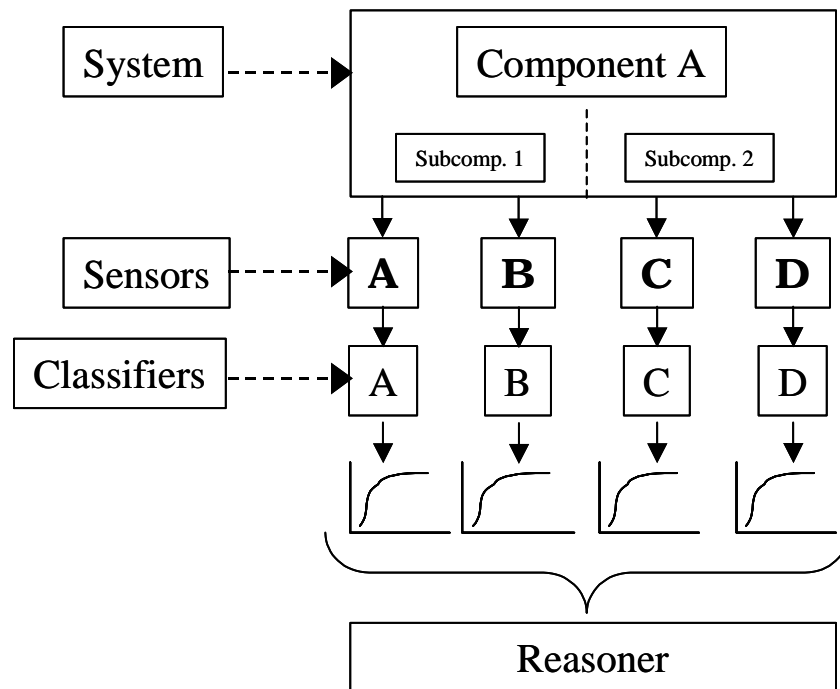 System
Component A
Subcomp. 1
Subcomp. 2
Sensors
A B C D
Classifiers
A B C D
Reasoner